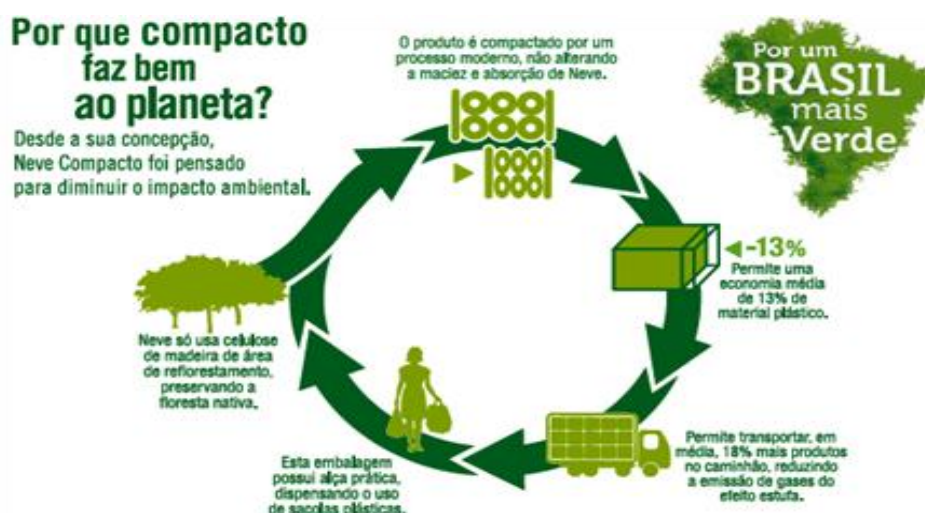 Por que compacto
faz bem
ao planeta?
Desde a sua concepção,
Neve Compacto foi pensado
para diminuir o impacto ambiental.
O produto é compactado por um
processo moderno, não alterando
a maciez e absorção de Neve.
Por um
BRASIL
mais
Verde
-13%
Permite uma
economia média
de 13% de
material plástico.
Permite transportar, em
média, 18% mais produtos
no caminhão, reduzindo
a emissão de gases do
efeito estufa.
Esta embalagem
possui alça prática,
dispensando o uso
de sacolas plásticas.
Neve só usa celulose
de madeira de área
de reflorestamento,
preservando a
floresta nativa.